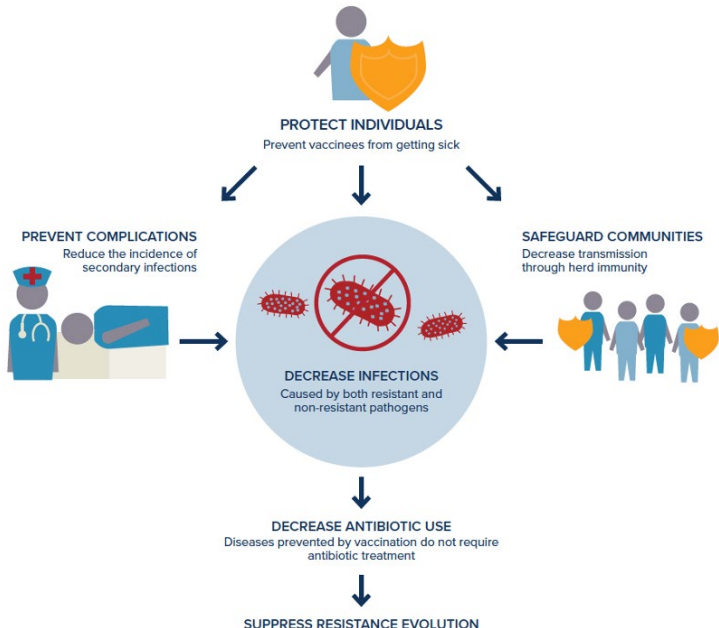 PROTECT INDIVIDUALS
Prevent vaccinees from getting sick
PREVENT COMPLICATIONS
Reduce the incidence of
secondary infections
SAFEGUARD COMMUNITIES
Decrease transmission
through herd immunity
DECREASE INFECTIONS
Caused by both resistant and
non-resistant pathogens
DECREASE ANTIBIOTIC USE
Diseases prevented by vaccination do not require
antibiotic treatment
SUPPRESS RESISTANCE EVOLUTION